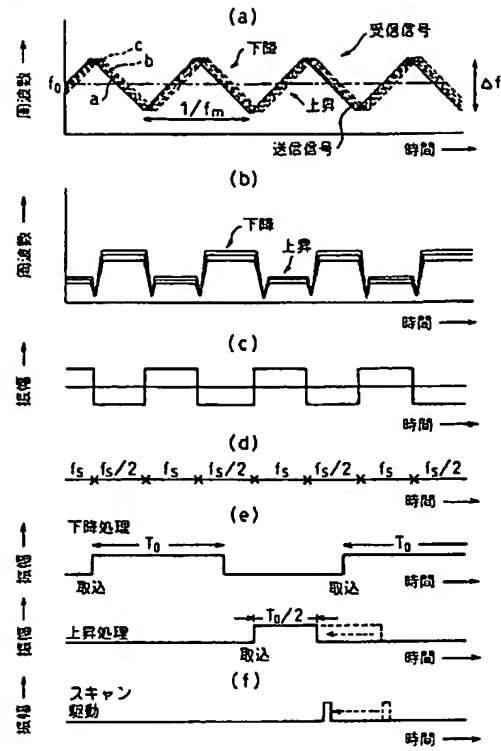 (a)
周波数
f₀
c
b
a
下降
受信信号
Δf
1/fm
上昇
送信信号
時間
(b)
周波数
下降
上昇
時間
(c)
振幅
時間
(d)
fs fs/2 fs fs/2 fs fs/2 fs fs/2
時間
(e)
下降処理
振幅
T₀
T₀
取込
取込
時間
振幅
上昇処理
T₀/2
取込
時間
(f)
振幅
スキャン
駆動
時間